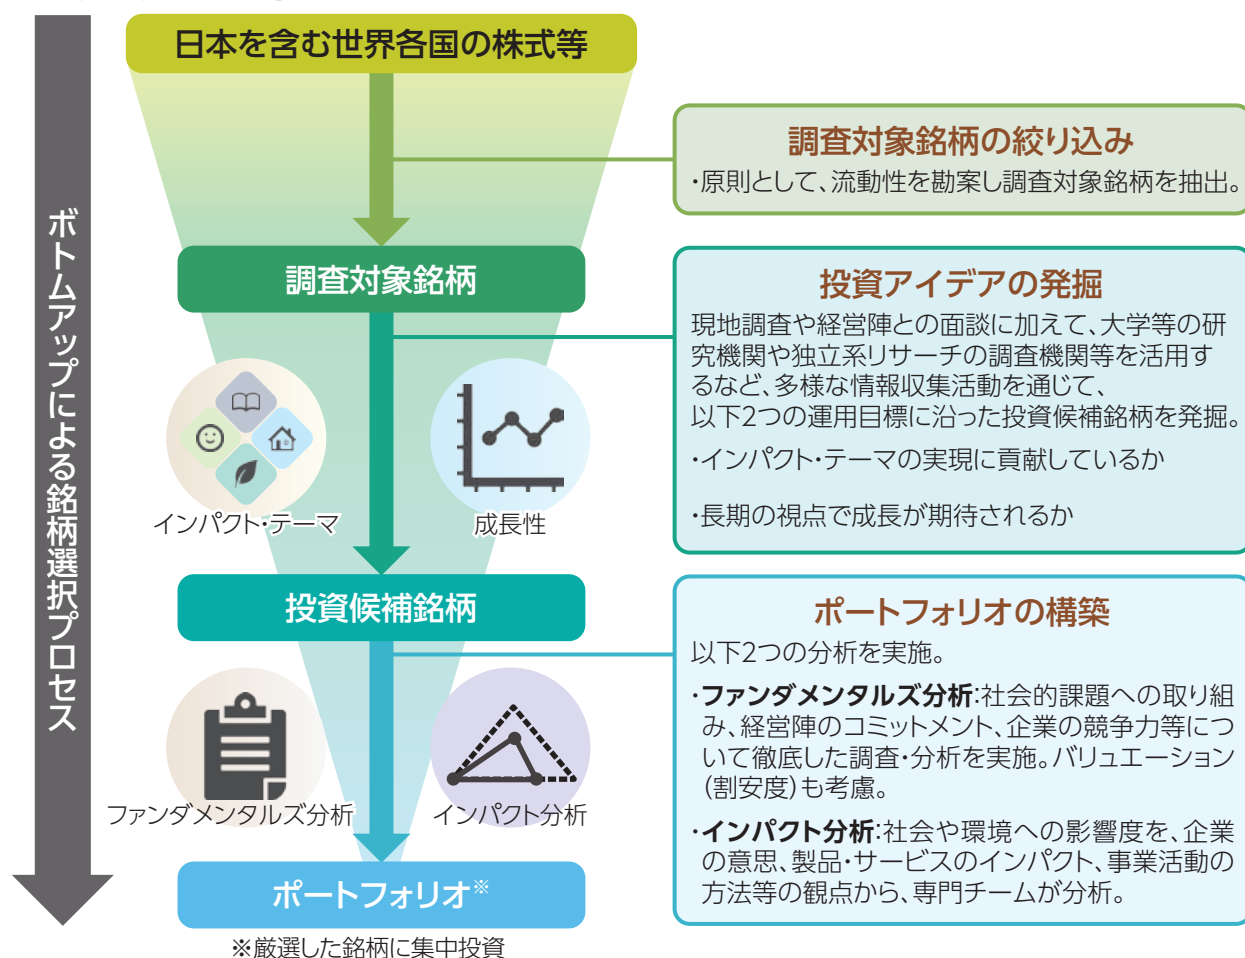 日本を含む世界各国の株式等
ボトムアップによる銘柄選択プロセス
調査対象銘柄の絞り込み
・原則として、流動性を勘案し調査対象銘柄を抽出。
調査対象銘柄
投資アイデアの発掘
現地調査や経営陣との面談に加えて、大学等の研
究機関や独立系リサーチの調査機関等を活用す
るなど、多様な情報収集活動を通じて、
以下2つの運用目標に沿った投資候補銘柄を発掘。
・インパクト・テーマの実現に貢献しているか
・長期の視点で成長が期待されるか
インパクト・テーマ
成長性
投資候補銘柄
ポートフォリオの構築
以下2つの分析を実施。
・ファンダメンタルズ分析:社会的課題への取り組
み、経営陣のコミットメント、企業の競争力等につ
いて徹底した調査・分析を実施。バリュエーション
(割安度)も考慮。
・インパクト分析:社会や環境への影響度を、企業
の意思、製品・サービスのインパクト、事業活動の
方法等の観点から、専門チームが分析。
ファンダメンタルズ分析
インパクト分析
ポートフォリオ※
※厳選した銘柄に集中投資